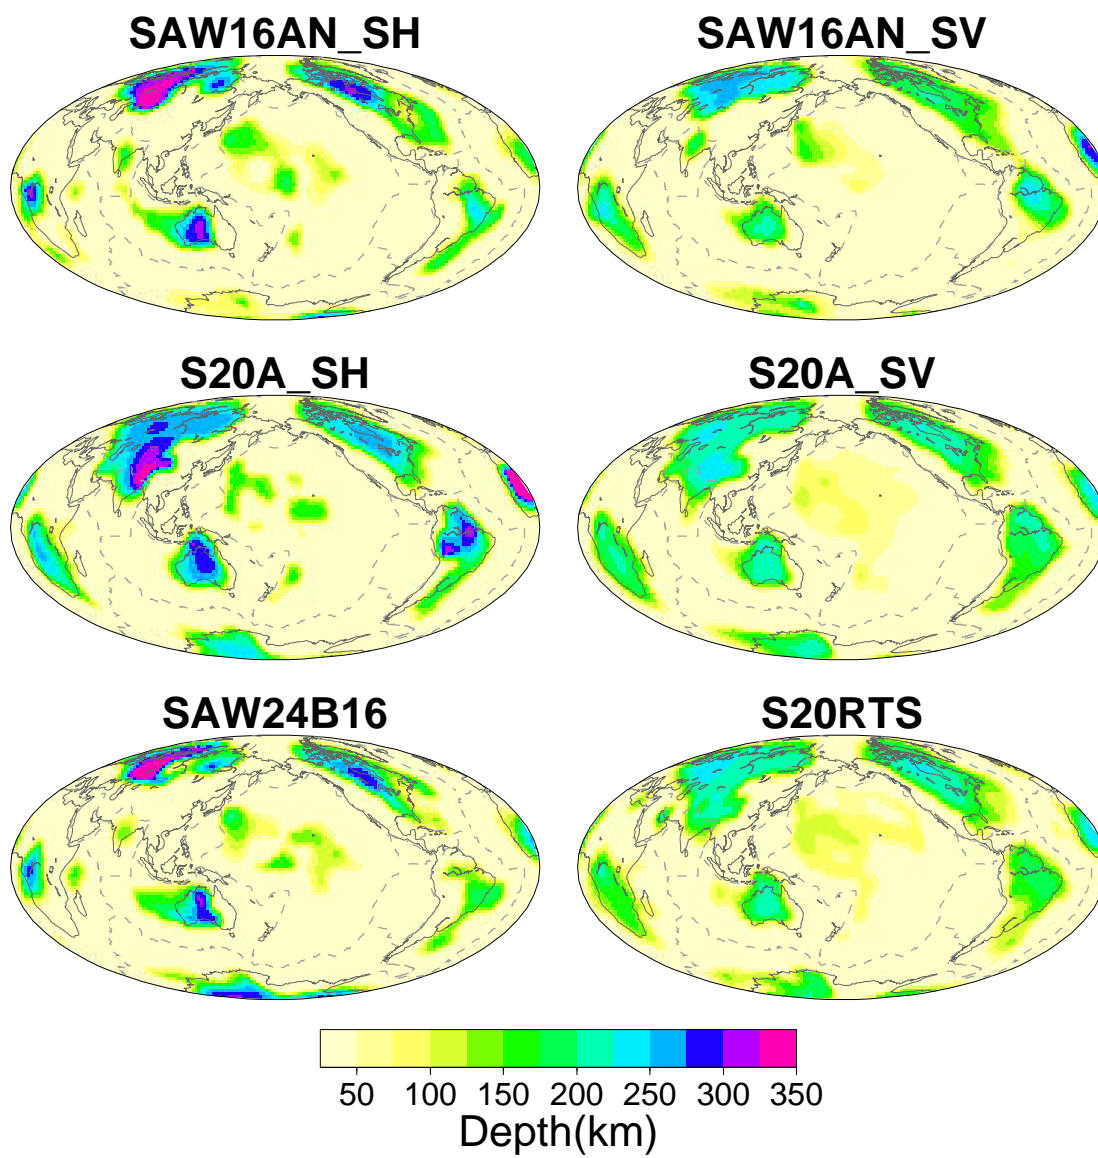 SAW16AN_SH SAW16AN_SV
S20A_SH S20A_SV
SAW24B16 S20RTS
50 100 150 200 250 300 350
Depth(km)